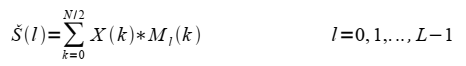 Š(l)=∑_{k=0}^{N/2} X(k)*M_l(k)    l=0,1,..., L−1